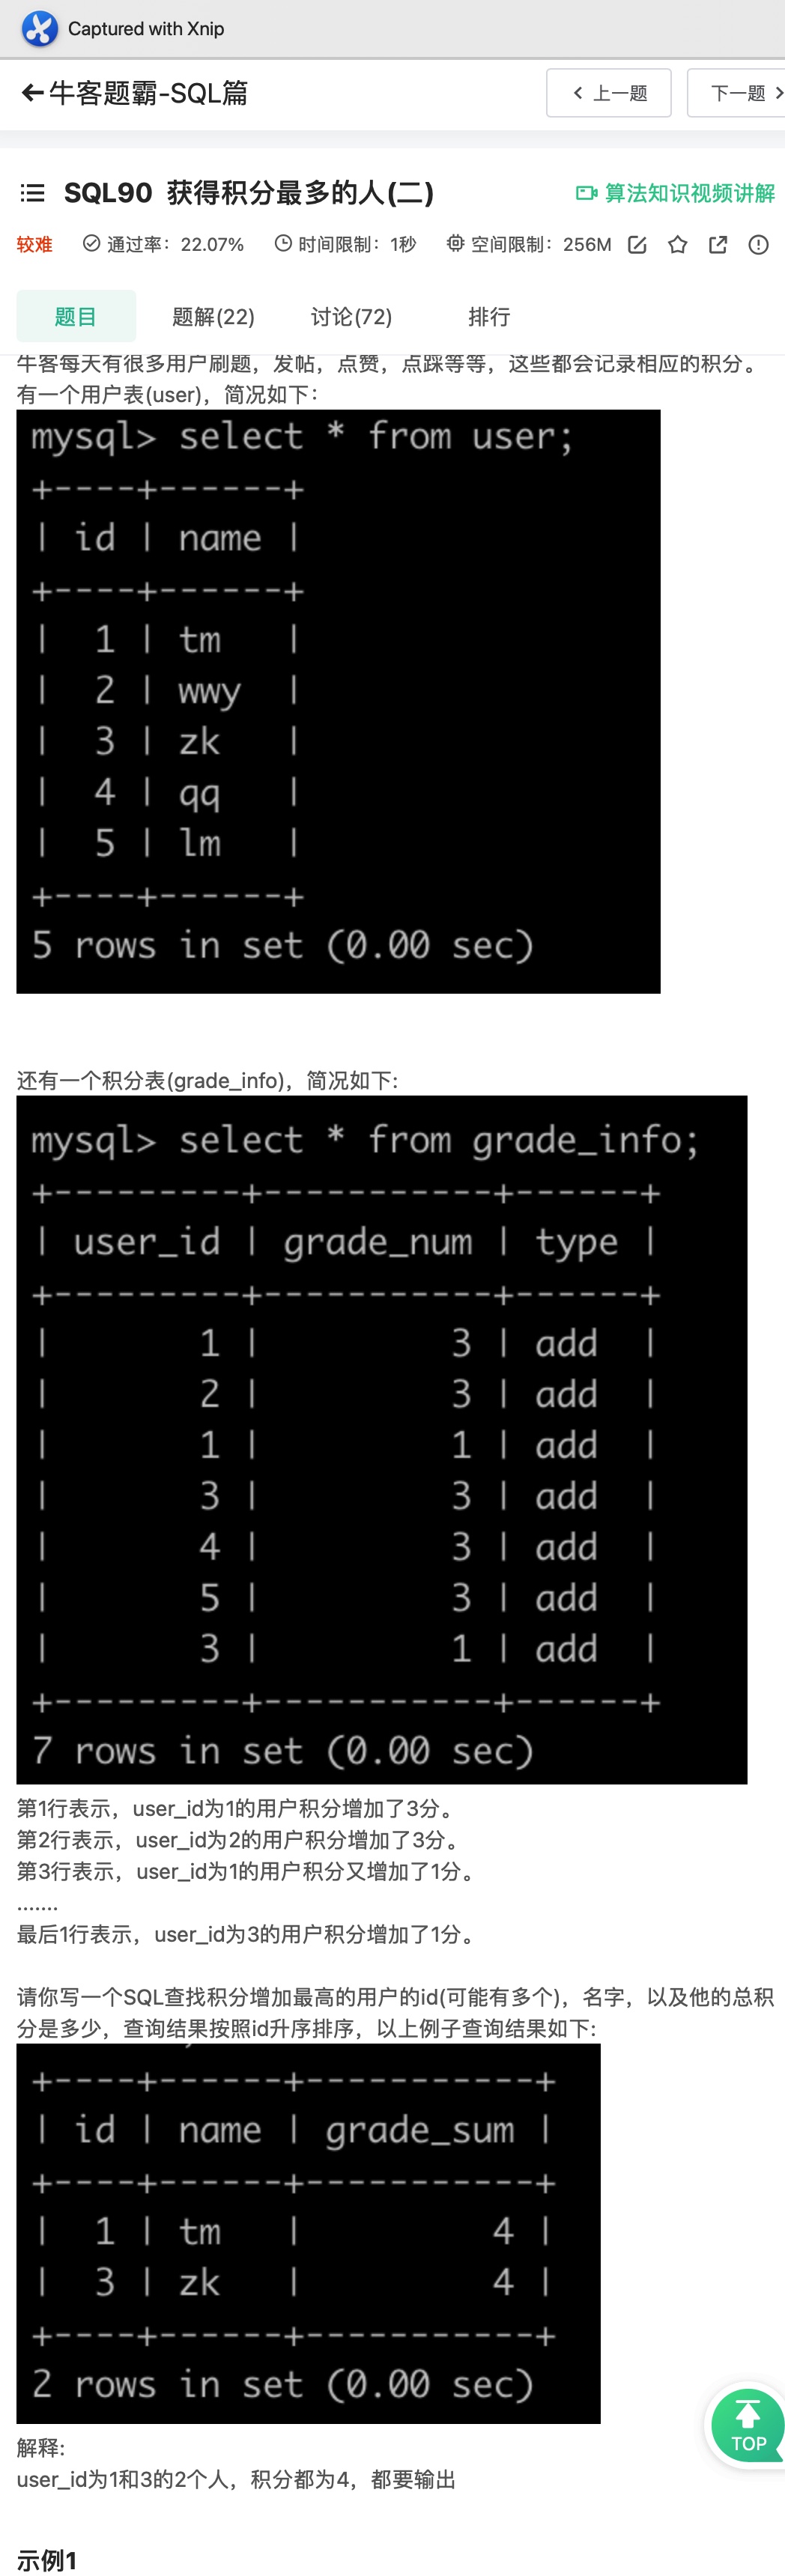 Captured with Xnip
牛客题霸-SQL篇
上一题
下一题
SQL90 获得积分最多的人(二)
算法知识视频讲解
较难
通过率：22.07%
时间限制：1秒
空间限制：256M
题目
题解(22)
讨论(72)
排行
牛客每天有很多用户刷题，发帖，点赞，点踩等等，这些都会记录相应的积分。
有一个用户表(user)，简况如下：
mysql> select * from user;
+----+------+
| id | name |
+----+------+
|  1 | tm   |
|  2 | wwy  |
|  3 | zk   |
|  4 | qq   |
|  5 | lm   |
+----+------+
5 rows in set (0.00 sec)
还有一个积分表(grade_info)，简况如下:
mysql> select * from grade_info;
+---------+-----------+------+
| user_id | grade_num | type |
+---------+-----------+------+
|       1 |         3 | add  |
|       2 |         3 | add  |
|       1 |         1 | add  |
|       3 |         3 | add  |
|       4 |         3 | add  |
|       5 |         3 | add  |
|       3 |         1 | add  |
+---------+-----------+------+
7 rows in set (0.00 sec)
第1行表示，user_id为1的用户积分增加了3分。
第2行表示，user_id为2的用户积分增加了3分。
第3行表示，user_id为1的用户积分又增加了1分。
.......
最后1行表示，user_id为3的用户积分增加了1分。
请你写一个SQL查找积分增加最高的用户的id(可能有多个)，名字，以及他的总积
分是多少，查询结果按照id升序排序，以上例子查询结果如下:
+----+------+-----------+
| id | name | grade_sum |
+----+------+-----------+
|  1 | tm   |         4 |
|  3 | zk   |         4 |
+----+------+-----------+
2 rows in set (0.00 sec)
TOP
解释:
user_id为1和3的2个人，积分都为4，都要输出
示例1